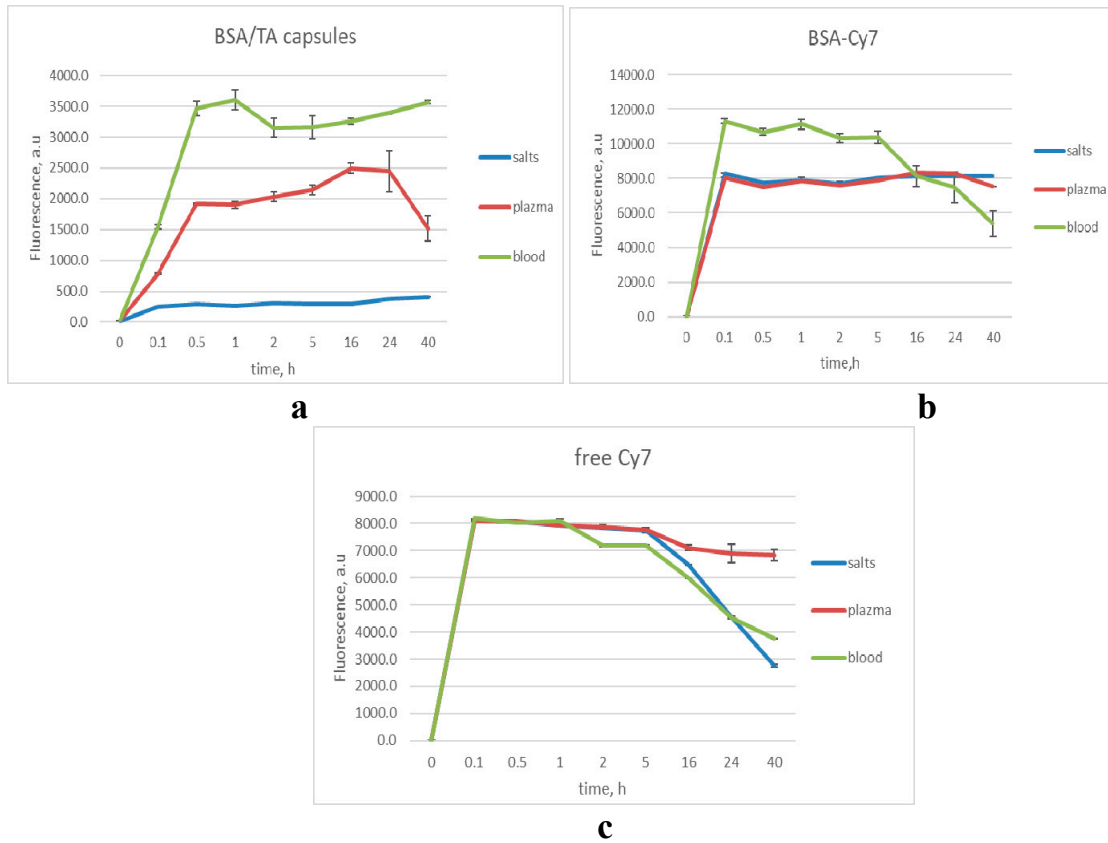 BSA/TA capsules
4000.0
3500.0
3000.0
2500.0
2000.0
1500.0
1000.0
500.0
0.0
Fluorescence, a.u
0 0.1 0.5 1 2 5 16 24 40
time, h
salts
plazma
blood
a
BSA-Cy7
14000.0
12000.0
10000.0
8000.0
6000.0
4000.0
2000.0
0.0
Fluorescence, a.u
0 0.1 0.5 1 2 5 16 24 40
time,h
salts
plazma
blood
b
free Cy7
9000.0
8000.0
7000.0
6000.0
5000.0
4000.0
3000.0
2000.0
1000.0
0.0
Fluorescence, a.u
0 0.1 0.5 1 2 5 16 24 40
time, h
salts
plazma
blood
c